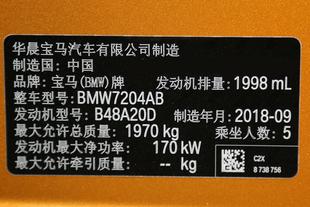 华晨宝马汽车有限公司制造
制造国：中国
品牌：宝马(BMW)牌 发动机排量：1998 mL
整车型号：BMW7204AB
发动机型号：B48A20D 制造年月：2018-09
最大允许总质量：1970 kg 乘坐人数：5
发动机最大净功率：170 kW
最大允许牵引质量：-- kg
C2X
8 738 756